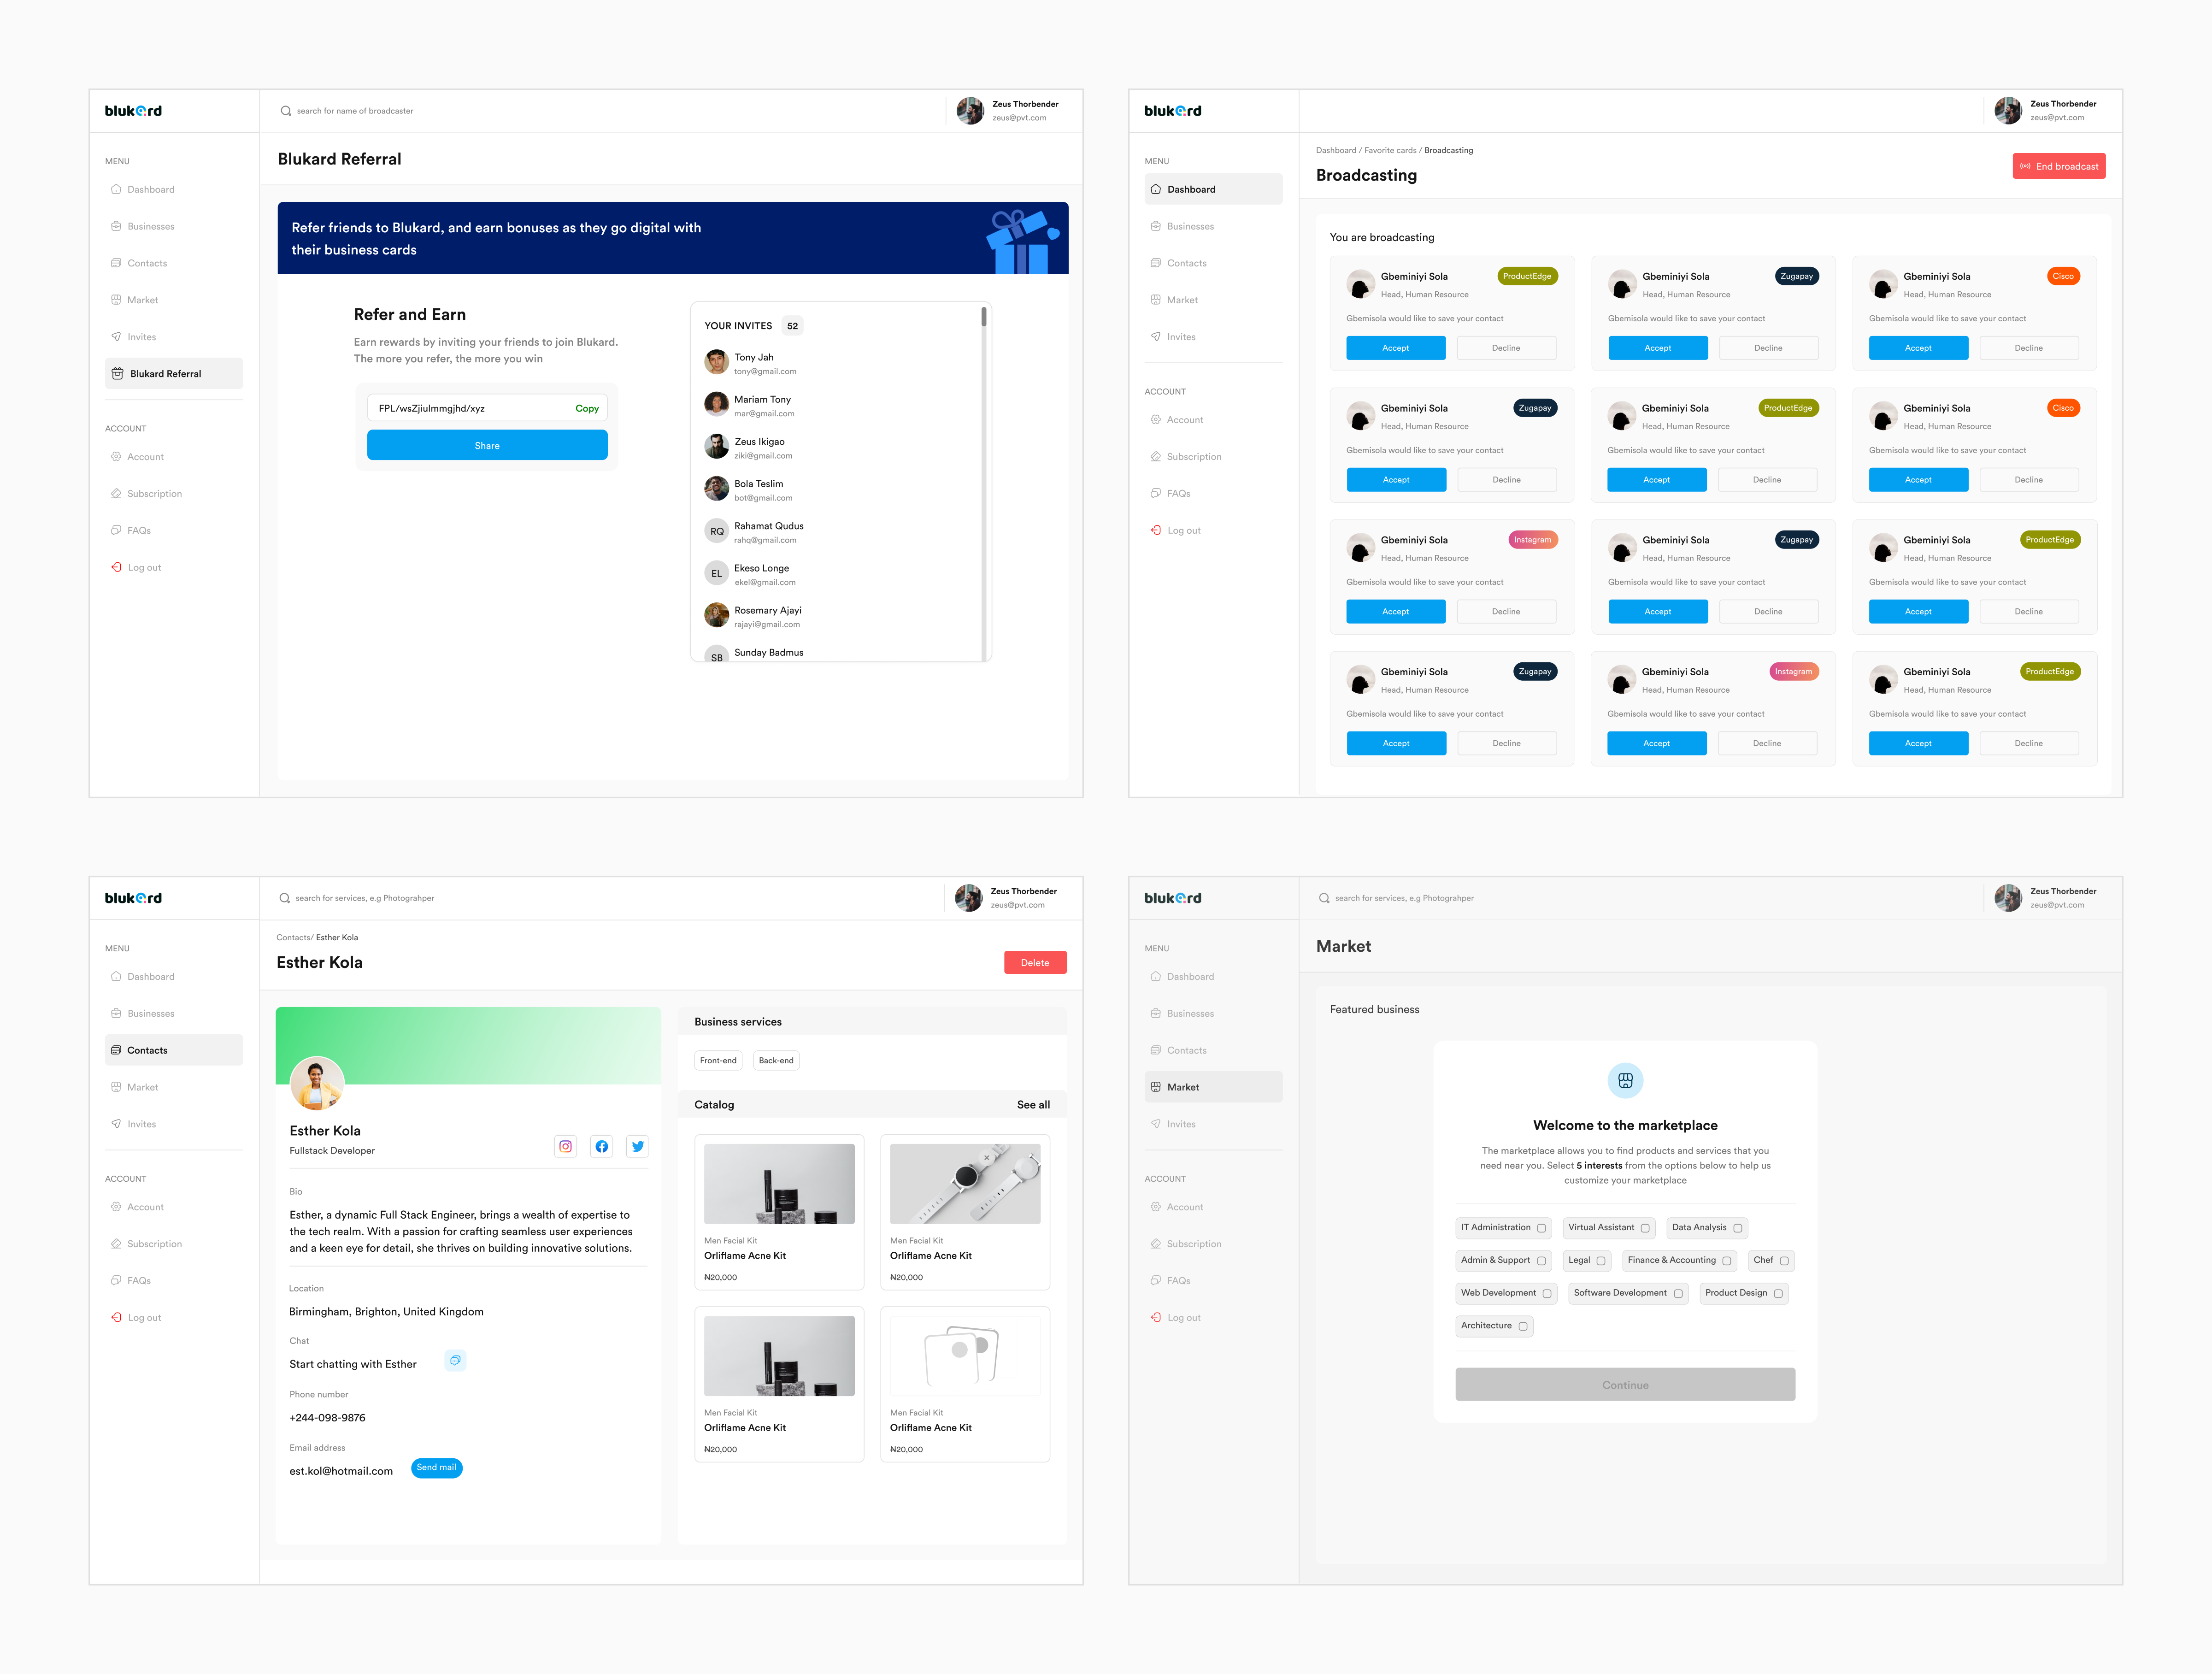 blukard
search for name of broadcaster
Zeus Thorbender
zeus@pvt.com
MENU
Dashboard
Businesses
Contacts
Market
Invites
Blukard Referral
ACCOUNT
Account
Subscription
FAQs
Log out
Blukard Referral
Refer friends to Blukard, and earn bonuses as they go digital with
their business cards
Refer and Earn
Earn rewards by inviting your friends to join Blukard.
The more you refer, the more you win
FPL/wsZjiulmmgjhd/xyz Copy
Share
YOUR INVITES 52
Tony Jah
tony@gmail.com
Mariam Tony
mar@gmail.com
Zeus Ikigao
ziki@gmail.com
Bola Teslim
bot@gmail.com
RQ
Rahamat Qudus
rahq@gmail.com
EL
Ekeso Longe
ekel@gmail.com
Rosemary Ajayi
rajayi@gmail.com
SB
Sunday Badmus
blukard
Zeus Thorbender
zeus@pvt.com
MENU
Dashboard
Businesses
Contacts
Market
Invites
ACCOUNT
Account
Subscription
FAQs
Log out
Dashboard / Favorite cards / Broadcasting
Broadcasting
End broadcast
You are broadcasting
Gbeminiyi Sola ProductEdge
Head, Human Resource
Gbemisola would like to save your contact
Accept Decline
Gbeminiyi Sola Zugapay
Head, Human Resource
Gbemisola would like to save your contact
Accept Decline
Gbeminiyi Sola Cisco
Head, Human Resource
Gbemisola would like to save your contact
Accept Decline
Gbeminiyi Sola Zugapay
Head, Human Resource
Gbemisola would like to save your contact
Accept Decline
Gbeminiyi Sola ProductEdge
Head, Human Resource
Gbemisola would like to save your contact
Accept Decline
Gbeminiyi Sola Cisco
Head, Human Resource
Gbemisola would like to save your contact
Accept Decline
Gbeminiyi Sola Instagram
Head, Human Resource
Gbemisola would like to save your contact
Accept Decline
Gbeminiyi Sola Zugapay
Head, Human Resource
Gbemisola would like to save your contact
Accept Decline
Gbeminiyi Sola ProductEdge
Head, Human Resource
Gbemisola would like to save your contact
Accept Decline
Gbeminiyi Sola Zugapay
Head, Human Resource
Gbemisola would like to save your contact
Accept Decline
Gbeminiyi Sola Instagram
Head, Human Resource
Gbemisola would like to save your contact
Accept Decline
Gbeminiyi Sola ProductEdge
Head, Human Resource
Gbemisola would like to save your contact
Accept Decline
blukard
search for services, e.g Photograhper
Zeus Thorbender
zeus@pvt.com
MENU
Dashboard
Businesses
Contacts
Market
Invites
ACCOUNT
Account
Subscription
FAQs
Log out
Contacts/ Esther Kola
Esther Kola
Delete
Esther Kola
Fullstack Developer
Bio
Esther, a dynamic Full Stack Engineer, brings a wealth of expertise to
the tech realm. With a passion for crafting seamless user experiences
and a keen eye for detail, she thrives on building innovative solutions.
Location
Birmingham, Brighton, United Kingdom
Chat
Start chatting with Esther
Phone number
+244-098-9876
Email address
est.kol@hotmail.com Send mail
Business services
Front-end Back-end
Catalog See all
Men Facial Kit
Orliflame Acne Kit
₦20,000
Men Facial Kit
Orliflame Acne Kit
₦20,000
Men Facial Kit
Orliflame Acne Kit
₦20,000
Men Facial Kit
Orliflame Acne Kit
₦20,000
blukard
search for services, e.g Photograhper
Zeus Thorbender
zeus@pvt.com
MENU
Dashboard
Businesses
Contacts
Market
Invites
ACCOUNT
Account
Subscription
FAQs
Log out
Market
Featured business
Welcome to the marketplace
The marketplace allows you to find products and services that you
need near you. Select 5 interests from the options below to help us
customize your marketplace
IT Administration Virtual Assistant Data Analysis
Admin & Support Legal Finance & Accounting Chef
Web Development Software Development Product Design
Architecture
Continue